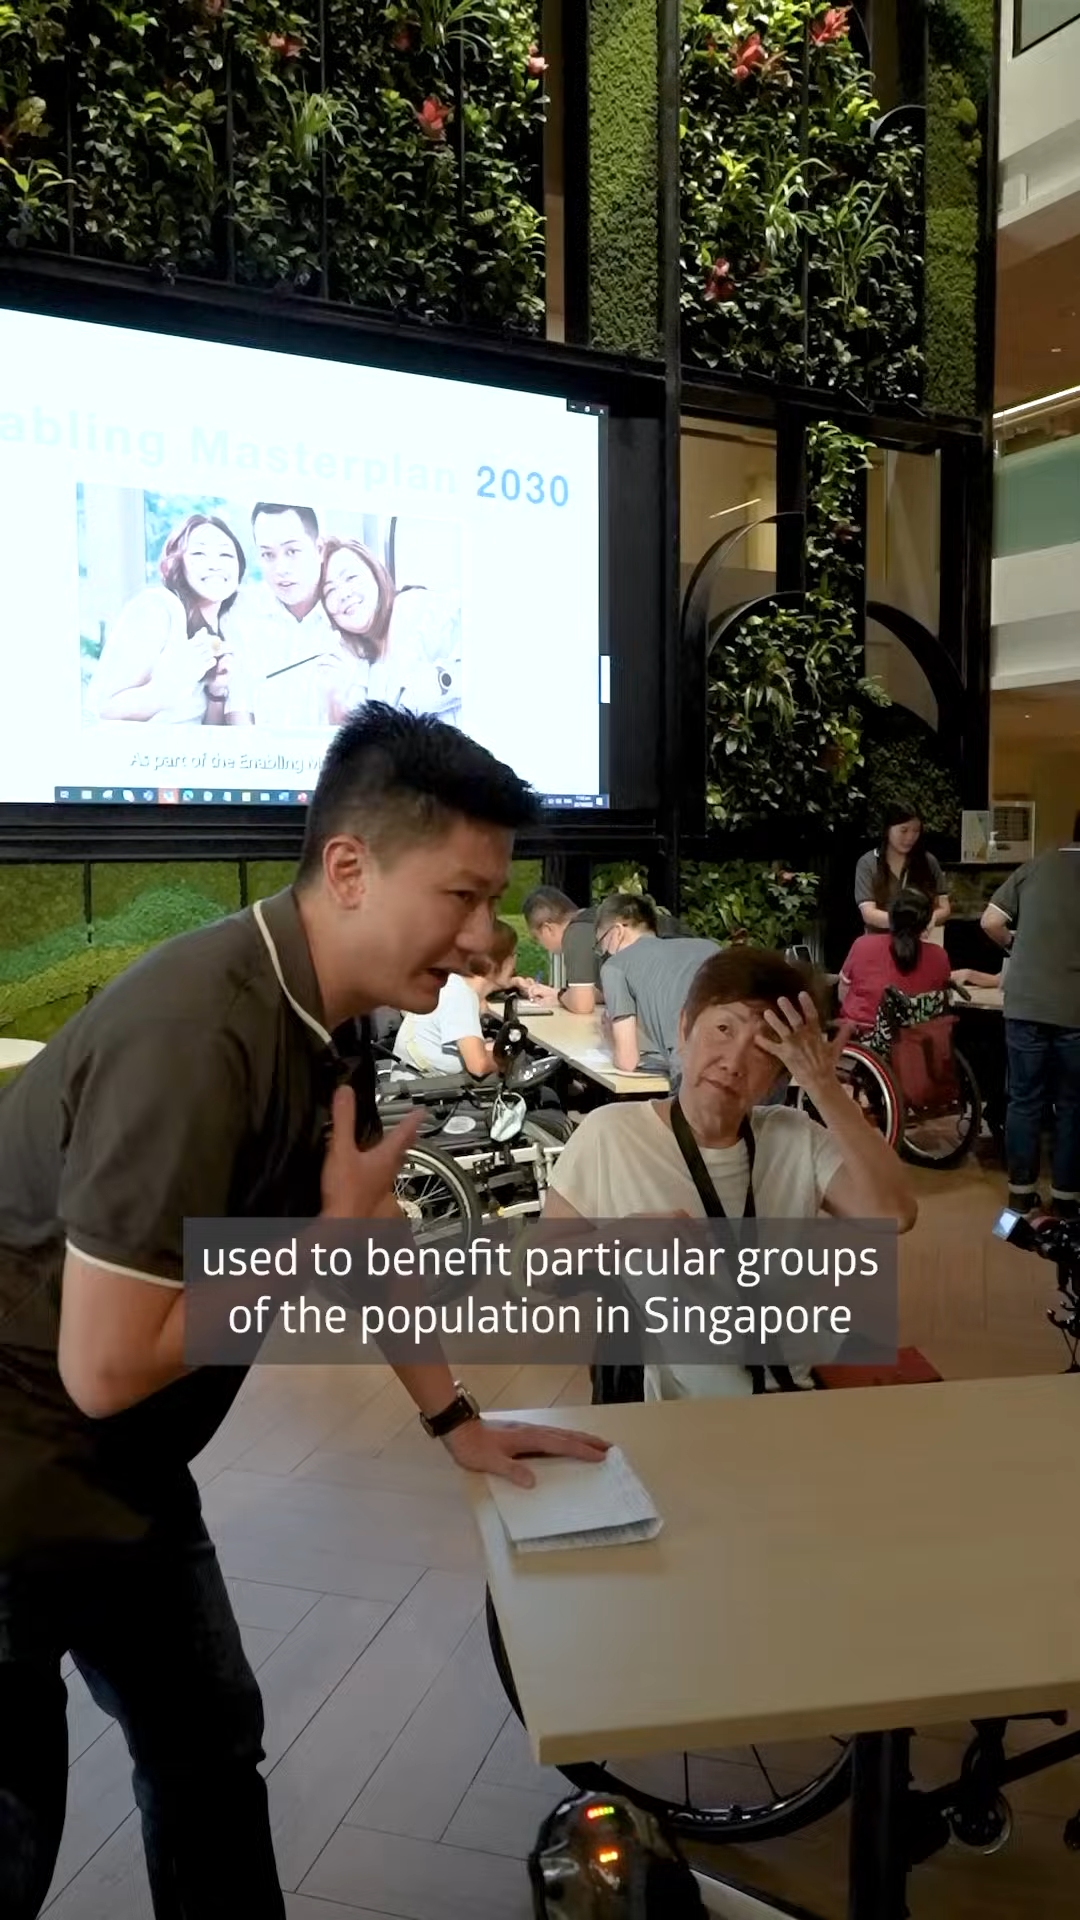 abling Masterplan 2030
As part of the Enabling M
used to benefit particular groups
of the population in Singapore